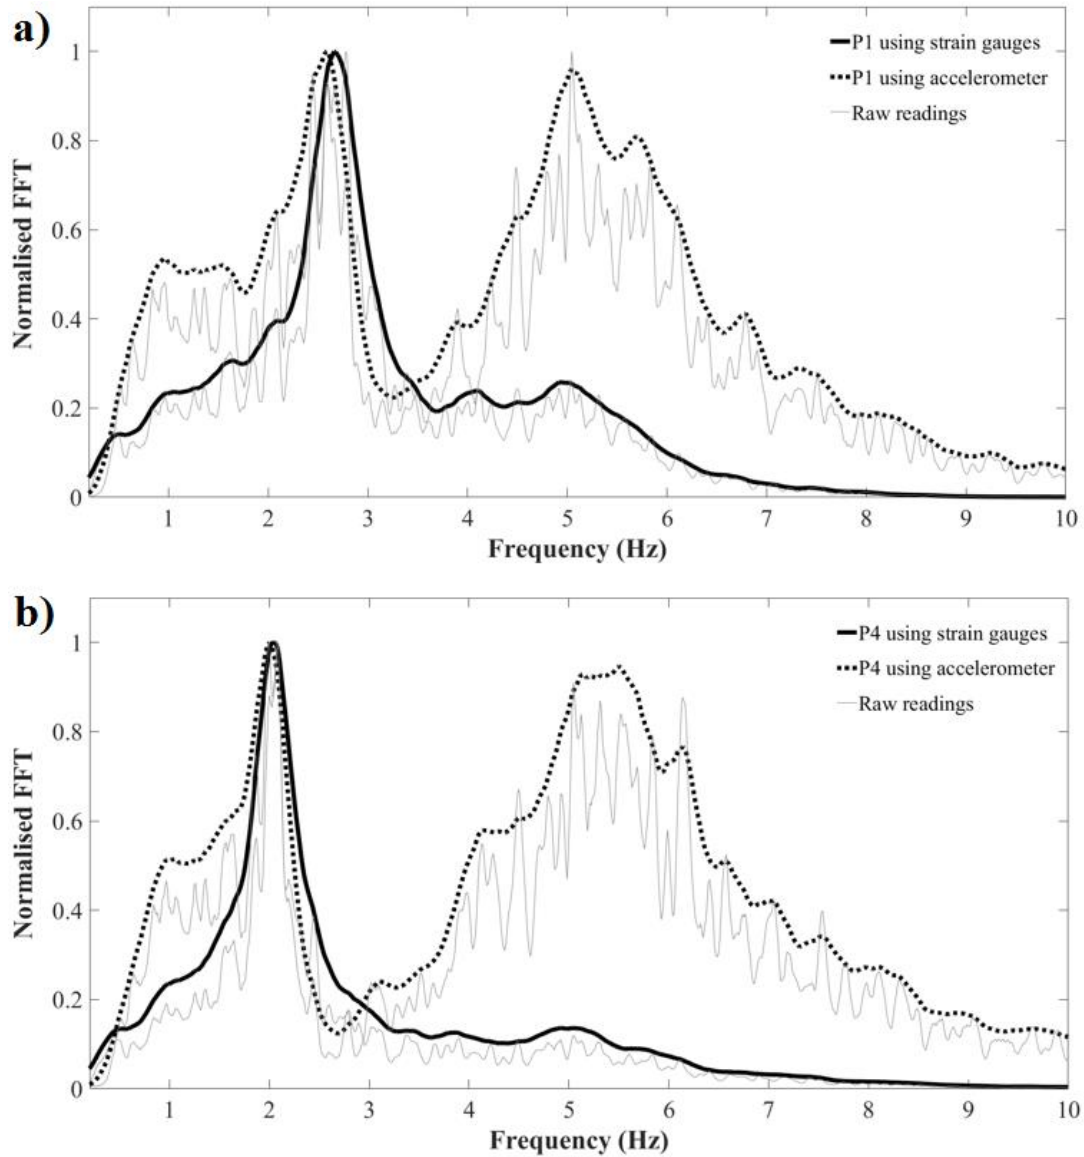 a)
P1 using strain gauges
P1 using accelerometer
Raw readings
Normalised FFT
1
0.8
0.6
0.4
0.2
0
1 2 3 4 5 6 7 8 9 10
Frequency (Hz)
b)
P4 using strain gauges
P4 using accelerometer
Raw readings
Normalised FFT
1
0.8
0.6
0.4
0.2
0
1 2 3 4 5 6 7 8 9 10
Frequency (Hz)